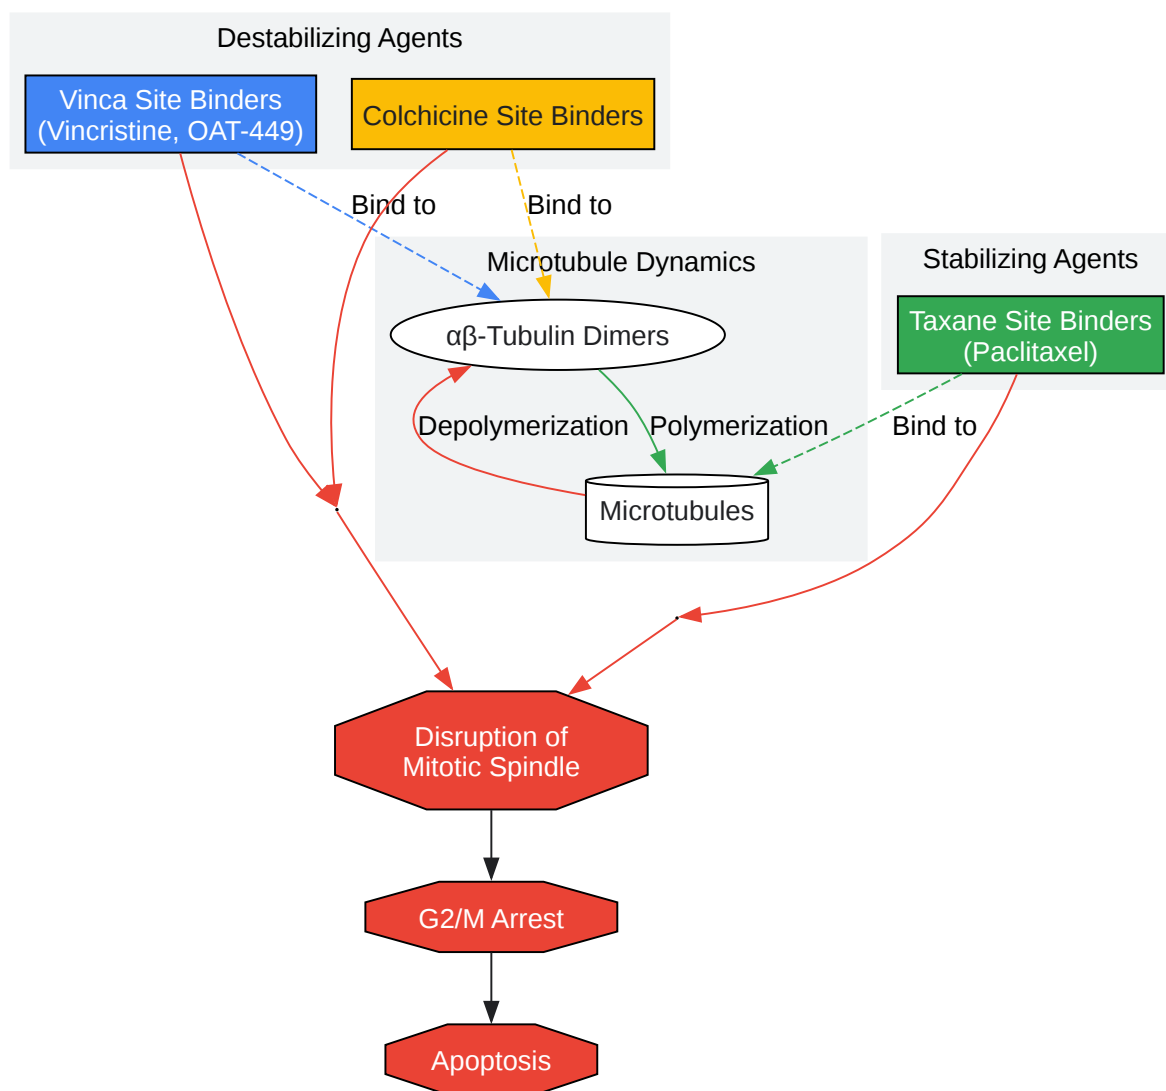 Destabilizing Agents
Vinca Site Binders
(Vincristine, OAT-449)
Colchicine Site Binders
Bind to
Bind to
Microtubule Dynamics
Stabilizing Agents
Taxane Site Binders
(Paclitaxel)
αβ-Tubulin Dimers
Depolymerization
Polymerization
Bind to
Microtubules
Disruption of
Mitotic Spindle
G2/M Arrest
Apoptosis